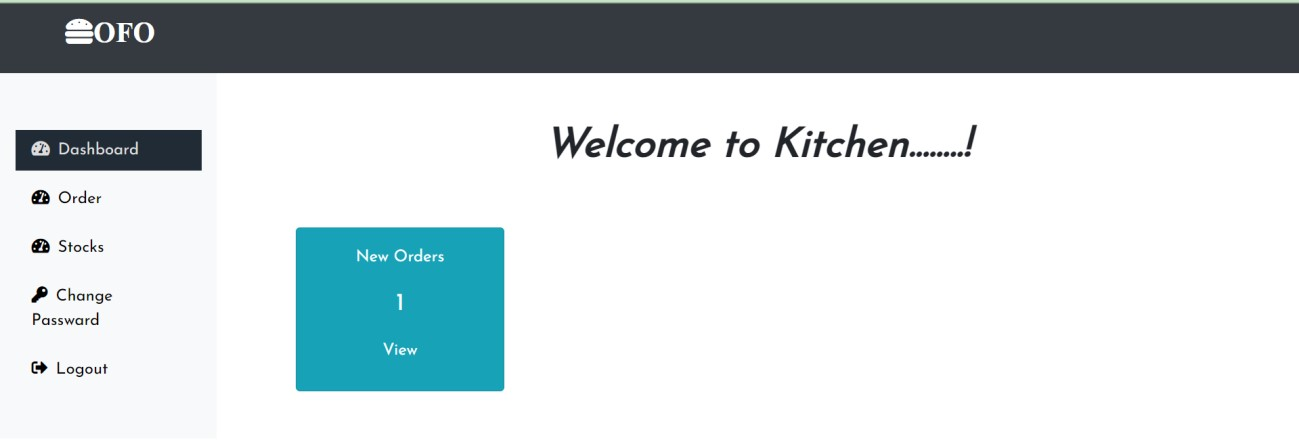 OFO
Welcome to Kitchen........!
Dashboard
Order
Stocks
Change
Passward
Logout
New Orders
1
View